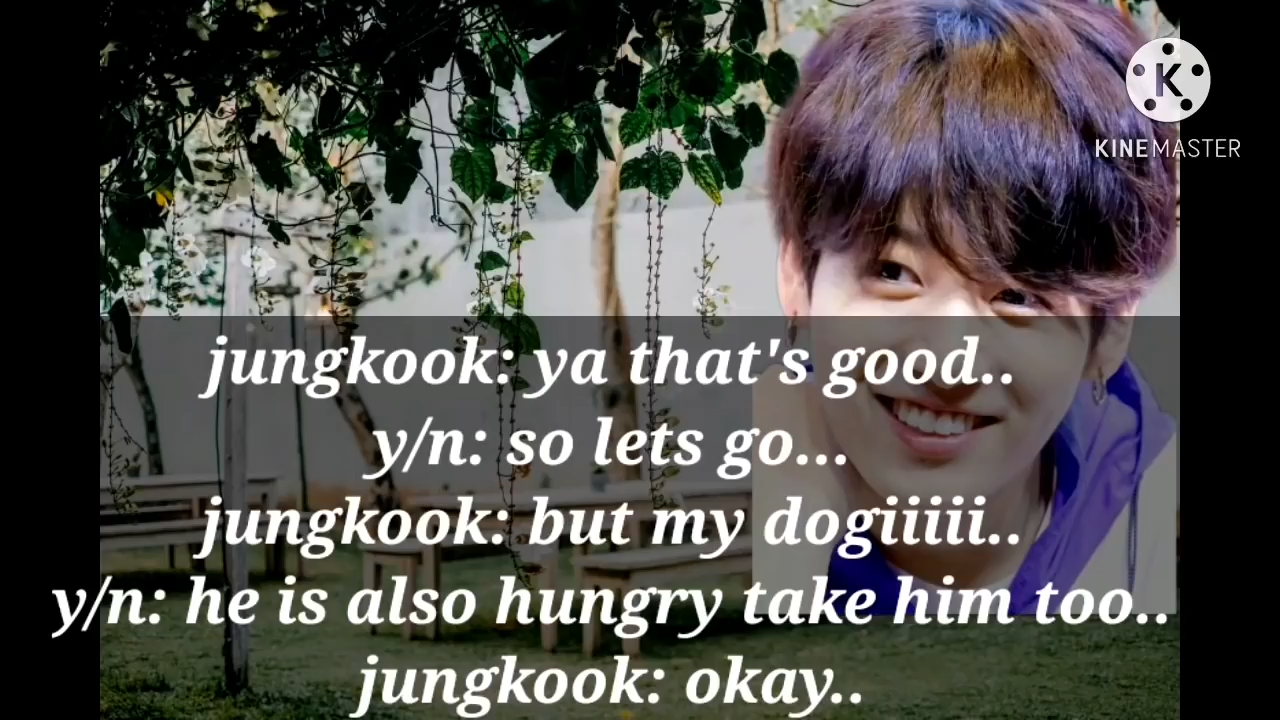 K
KINEMASTER
jungkook: ya that's good..
y/n: so lets go...
jungkook: but my dogiiiii..
y/n: he is also hungry take him too..
jungkook: okay..